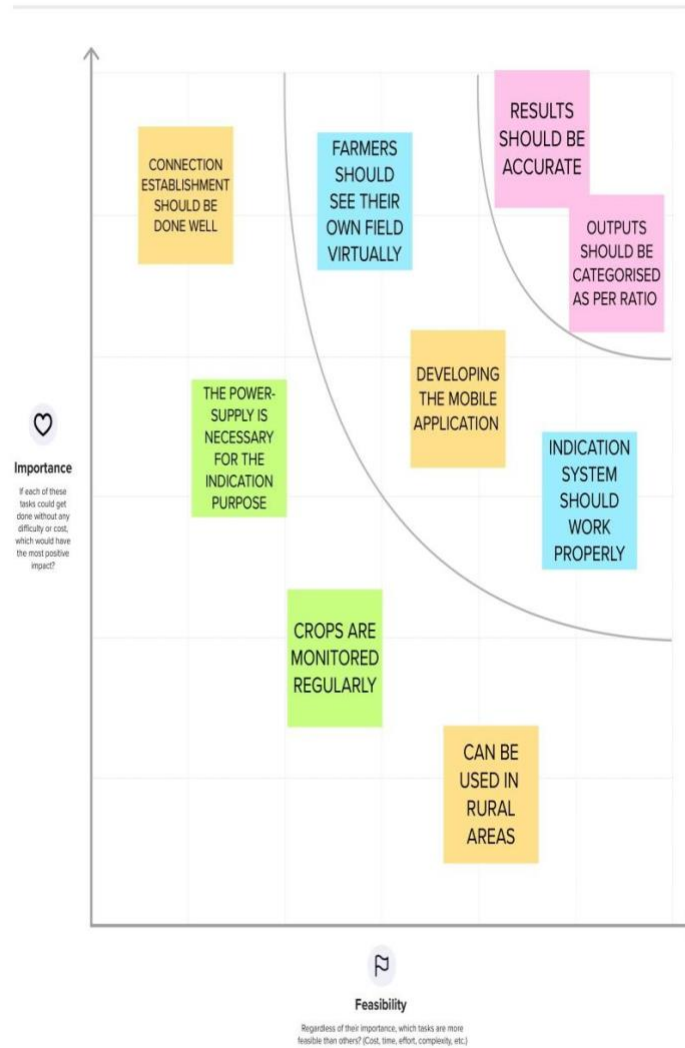 RESULTS
SHOULD BE
ACCURATE
CONNECTION
ESTABLISHMENT
SHOULD BE
DONE WELL
FARMERS
SHOULD
SEE THEIR
OWN FIELD
VIRTUALLY
OUTPUTS
SHOULD BE
CATEGORISED
AS PER RATIO
DEVELOPING
THE MOBILE
APPLICATION
THE POWER-
SUPPLY IS
NECESSARY
FOR THE
INDICATION
PURPOSE
INDICATION
SYSTEM
SHOULD
WORK
PROPERLY
Importance
If each of these
tasks could get
done without any
difficulty or cost,
which would have
the most positive
impact?
CROPS ARE
MONITORED
REGULARLY
CAN BE
USED IN
RURAL
AREAS
Feasibility
Regardless of their importance, which tasks are more
feasible than others? (Cost, time, effort, complexity, etc.)